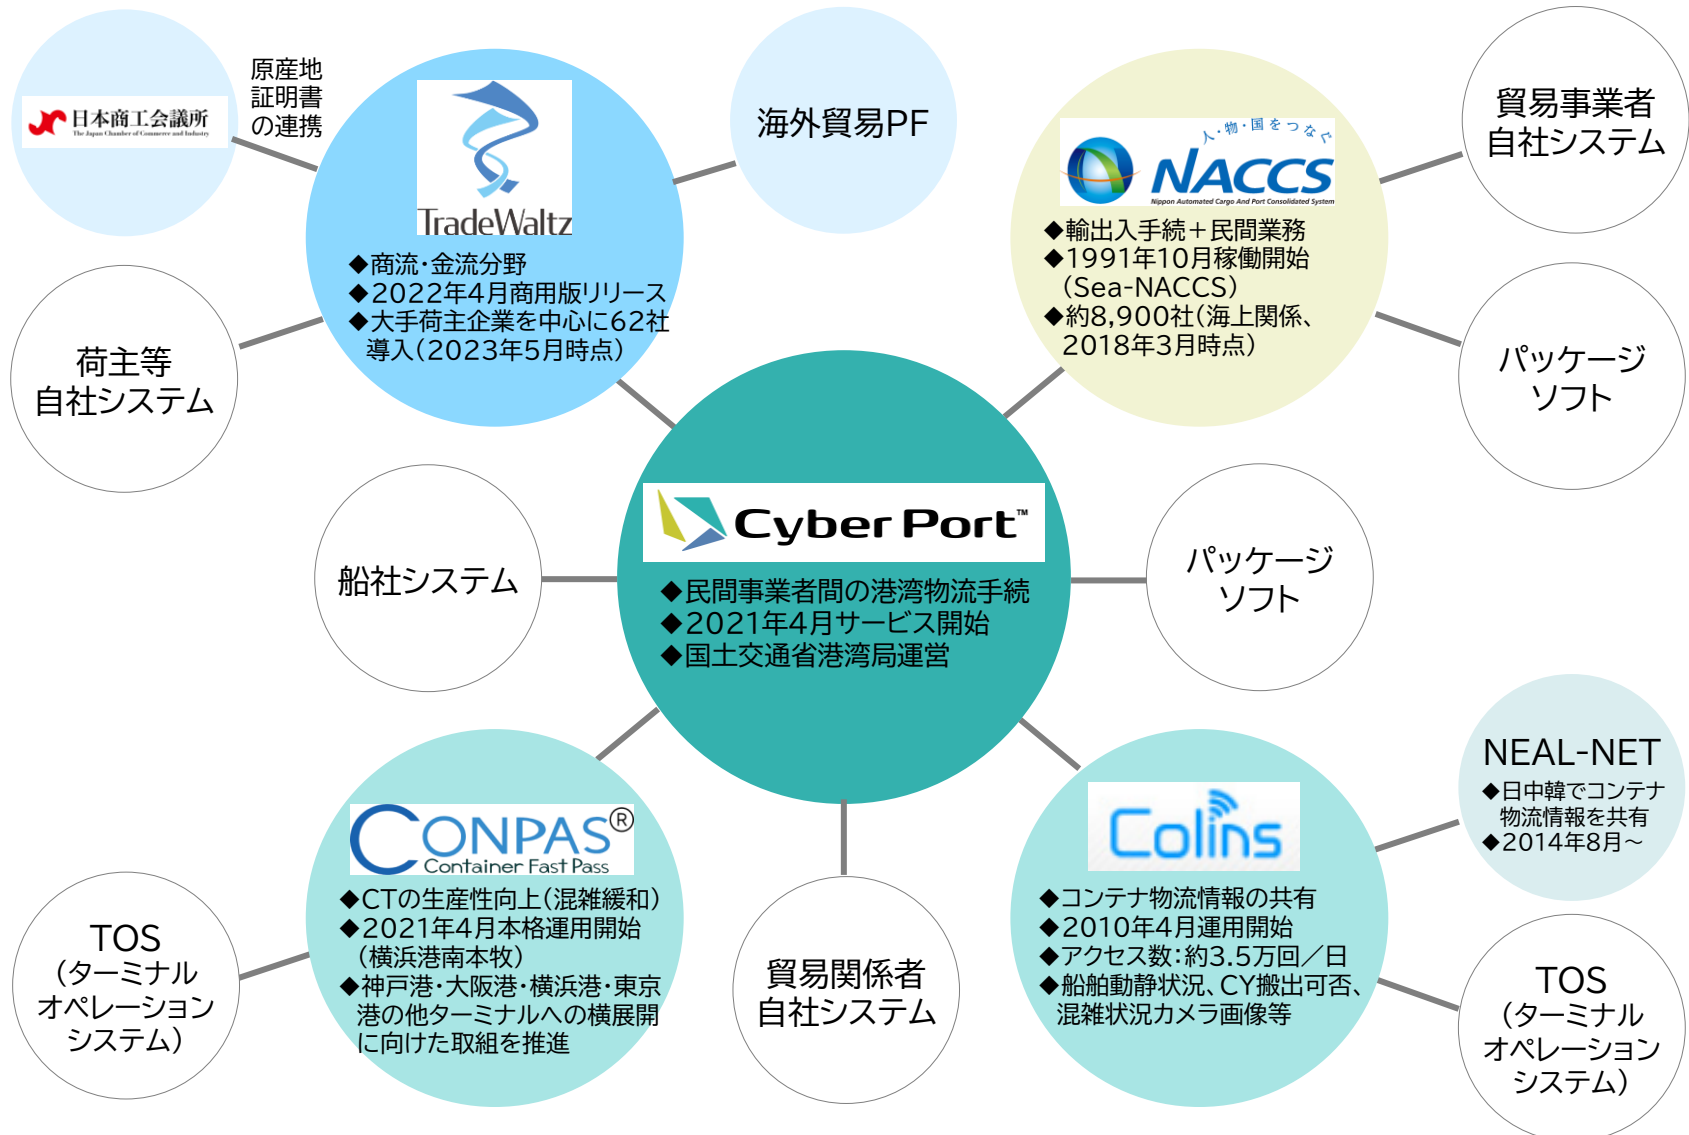 日本商工会議所
The Japan Chamber of Commerce and Industry
原産地
証明書
の連携
TradeWaltz
◆商流・金流分野
◆2022年4月商用版リリース
◆大手荷主企業を中心に62社
導入（2023年5月時点）
海外貿易PF
人・物・国をつなぐ
NACCS
Nippon Automated Cargo And Port Consolidated System
◆輸出入手続＋民間業務
◆1991年10月稼働開始
（Sea-NACCS）
◆約8,900社（海上関係、
2018年3月時点）
貿易事業者
自社システム
荷主等
自社システム
パッケージ
ソフト
船社システム
Cyber Port™
◆民間事業者間の港湾物流手続
◆2021年4月サービス開始
◆国土交通省港湾局運営
パッケージ
ソフト
CONPAS®
Container Fast Pass
◆CTの生産性向上（混雑緩和）
◆2021年4月本格運用開始
（横浜港南本牧）
◆神戸港・大阪港・横浜港・東京
港の他ターミナルへの横展開
に向けた取組を推進
TOS
（ターミナル
オペレーション
システム）
貿易関係者
自社システム
Colins
◆コンテナ物流情報の共有
◆2010年4月運用開始
◆アクセス数：約3.5万回／日
◆船舶動静状況、CY搬出可否、
混雑状況カメラ画像等
NEAL-NET
◆日中韓でコンテナ
物流情報を共有
◆2014年8月～
TOS
（ターミナル
オペレーション
システム）